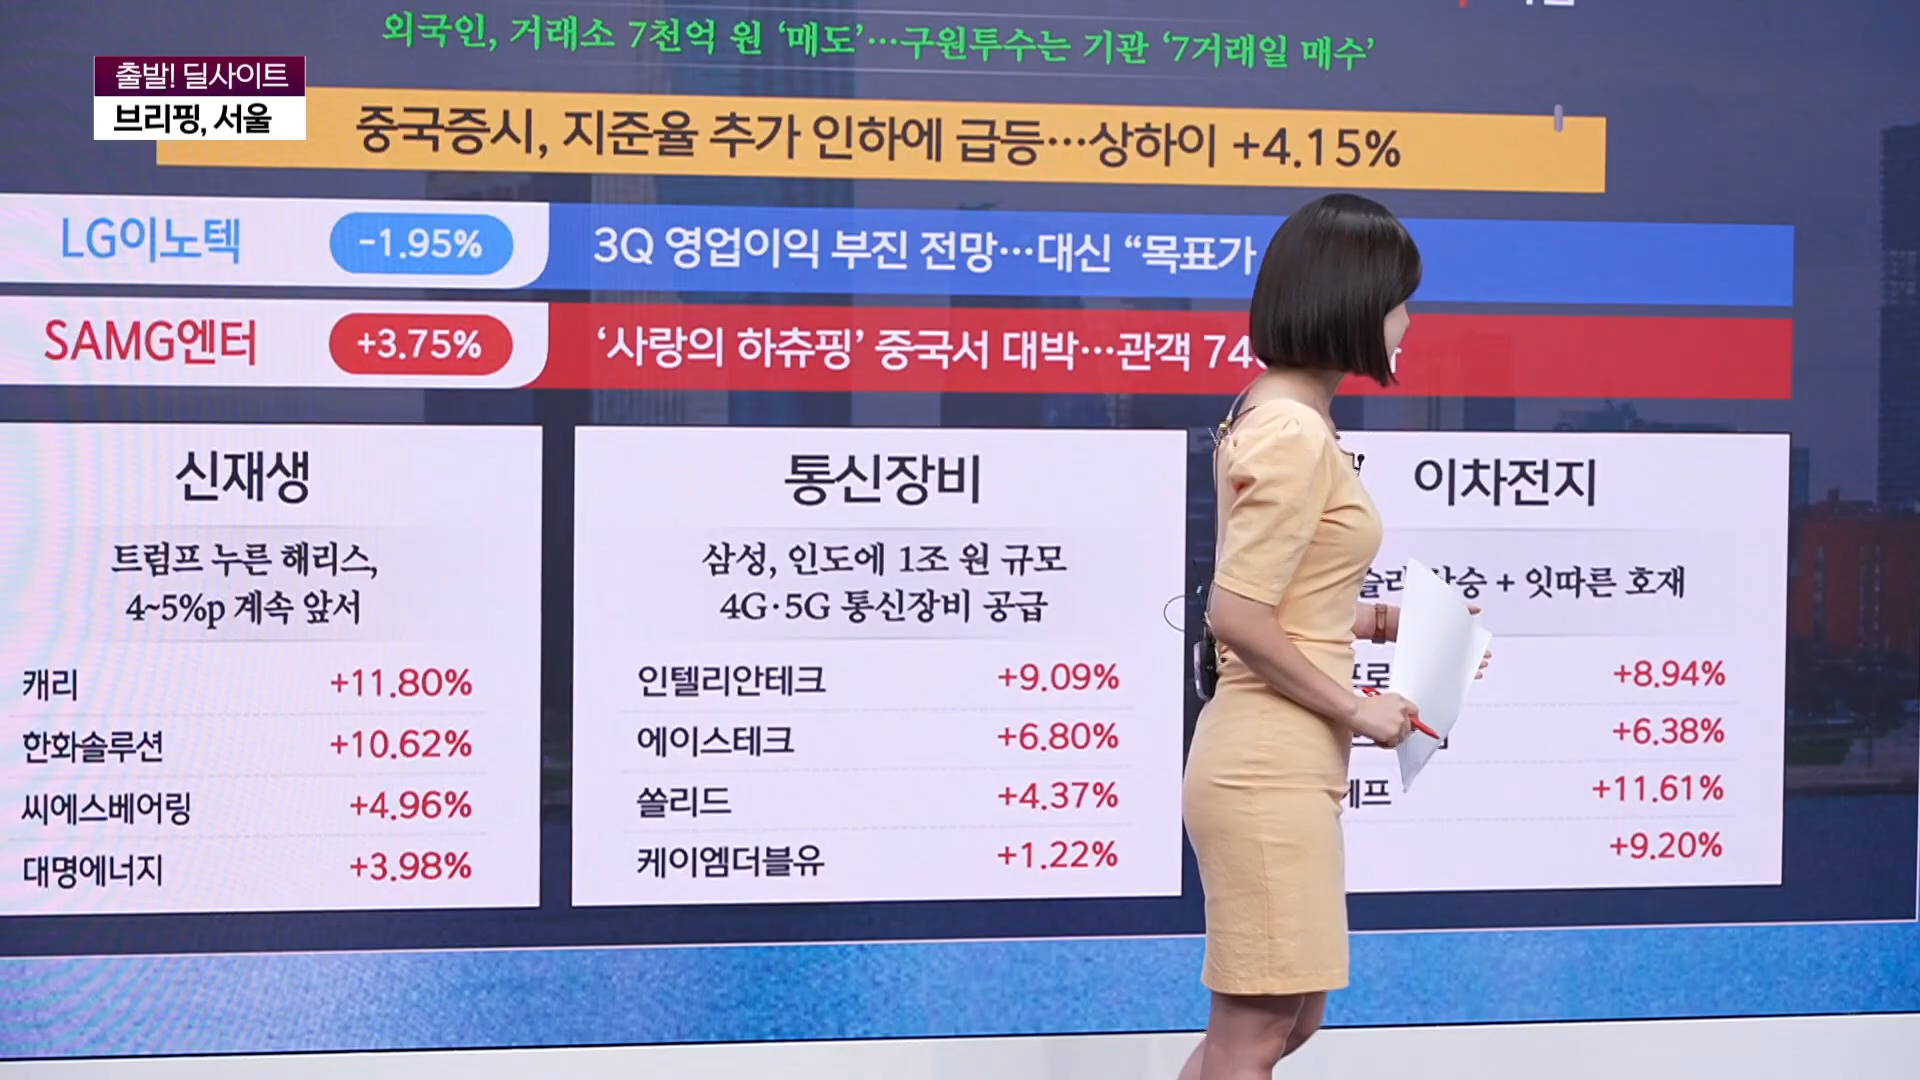 외국인, 거래소 7천억 원 ‘매도’…구원투수는 기관 ‘7거래일 매수’
출발! 딜사이트
브리핑, 서울
중국증시, 지준율 추가 인하에 급등…상하이 +4.15%
LG이노텍 -1.95% 3Q 영업이익 부진 전망…대신 “목표가
SAMG엔터 +3.75% ‘사랑의 하츄핑’ 중국서 대박…관객
신재생
트럼프 누른 해리스,
4~5%p 계속 앞서
캐리 +11.80%
한화솔루션 +10.62%
씨에스베어링 +4.96%
대명에너지 +3.98%
통신장비
삼성, 인도에 1조 원 규모
4G·5G 통신장비 공급
인텔리안테크 +9.09%
에이스테크 +6.80%
쏠리드 +4.37%
케이엠더블유 +1.22%
이차전지
+ 잇따른 호재
+8.94%
+6.38%
+11.61%
+9.20%